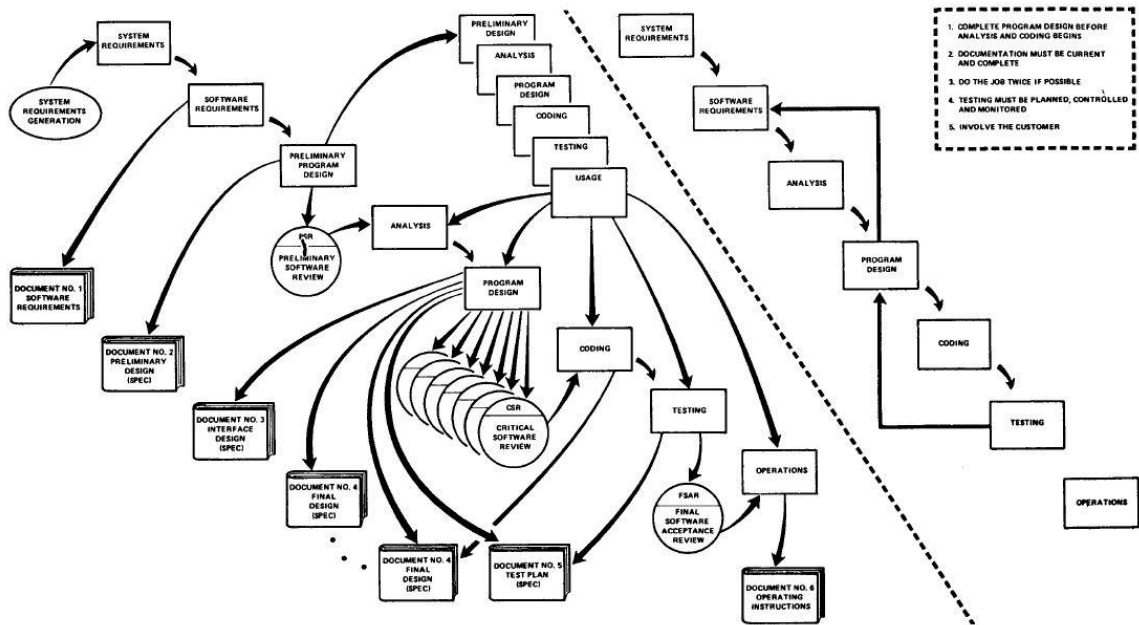 SYSTEM
REQUIREMENTS
SYSTEM
REQUIREMENTS
GENERATION
SOFTWARE
REQUIREMENTS
PRELIMINARY
PROGRAM
DESIGN
PSR
PRELIMINARY
SOFTWARE
REVIEW
PRELIMINARY
DESIGN
ANALYSIS
PROGRAM
DESIGN
CODING
TESTING
USAGE
ANALYSIS
PROGRAM
DESIGN
CSR
CRITICAL
SOFTWARE
REVIEW
CODING
TESTING
FSAR
FINAL
SOFTWARE
ACCEPTANCE
REVIEW
OPERATIONS
DOCUMENT NO. 1
SOFTWARE
REQUIREMENTS
DOCUMENT NO. 2
PRELIMINARY
DESIGN
(SPEC)
DOCUMENT NO. 3
INTERFACE
DESIGN
(SPEC)
DOCUMENT NO. 4
FINAL
DESIGN
(SPEC)
DOCUMENT NO. 4
FINAL
DESIGN
(SPEC)
DOCUMENT NO. 5
TEST PLAN
(SPEC)
DOCUMENT NO. 6
OPERATING
INSTRUCTIONS
SYSTEM
REQUIREMENTS
SOFTWARE
REQUIREMENTS
ANALYSIS
PROGRAM
DESIGN
CODING
TESTING
OPERATIONS
1. COMPLETE PROGRAM DESIGN BEFORE
ANALYSIS AND CODING BEGINS
2. DOCUMENTATION MUST BE CURRENT
AND COMPLETE
3. DO THE JOB TWICE IF POSSIBLE
4. TESTING MUST BE PLANNED, CONTROLLED
AND MONITORED
5. INVOLVE THE CUSTOMER